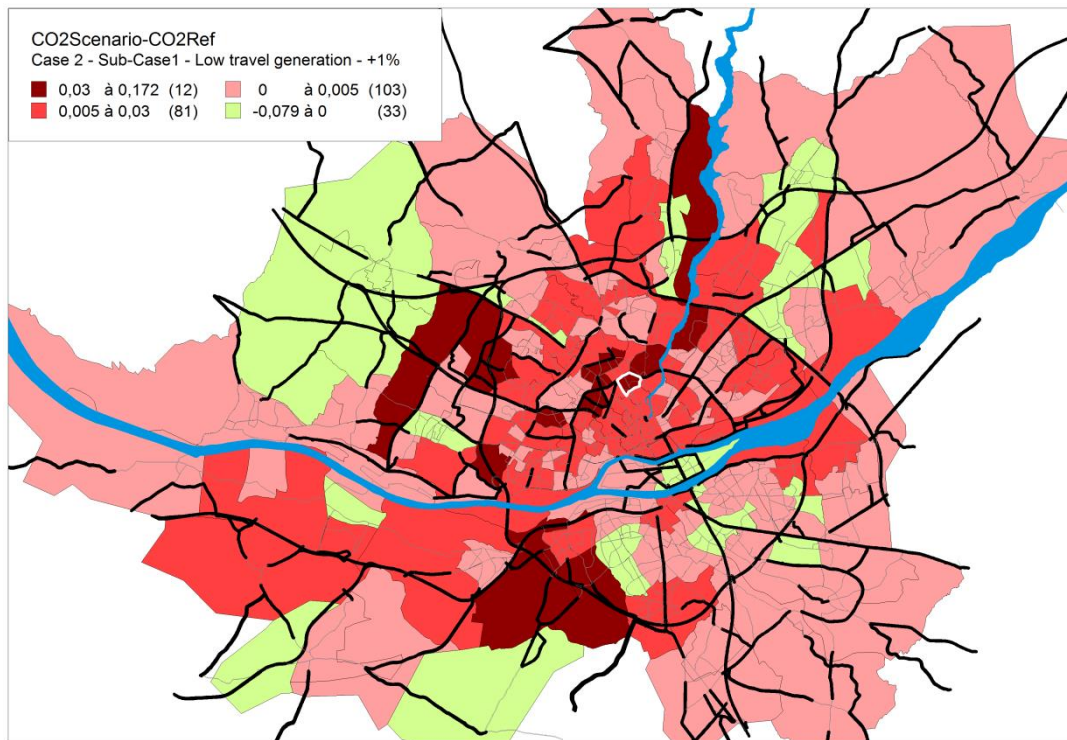 CO2Scenario-CO2Ref
Case 2 - Sub-Case1 - Low travel generation - +1%
0,03 à 0,172 (12)
0,005 à 0,03 (81)
0 à 0,005 (103)
-0,079 à 0 (33)